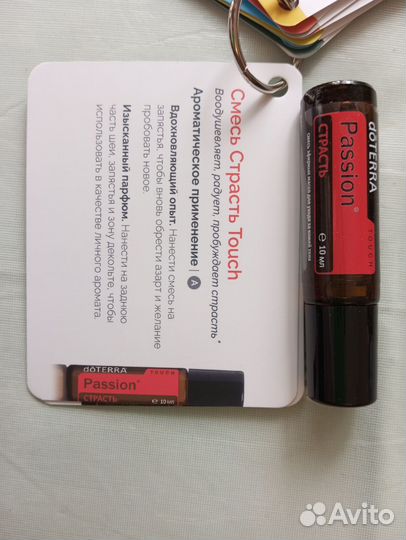 Смесь Страсть Touch
Воодушевляет, радует, пробуждает страсть*
Ароматическое применение | A
Вдохновляющий опыт. Нанести смесь на
запястья, чтобы вновь обрести азарт и желание
пробовать новое.
Изысканный парфюм. Нанести на заднюю
часть шеи, запястья и зону декольте, чтобы
использовать в качестве личного аромата.
dōTERRA
TOUCH
Passion®
СТРАСТЬ
e 10 мл
dōTERRA
TOUCH
Passion®
СТРАСТЬ
e 10 мл
Avito